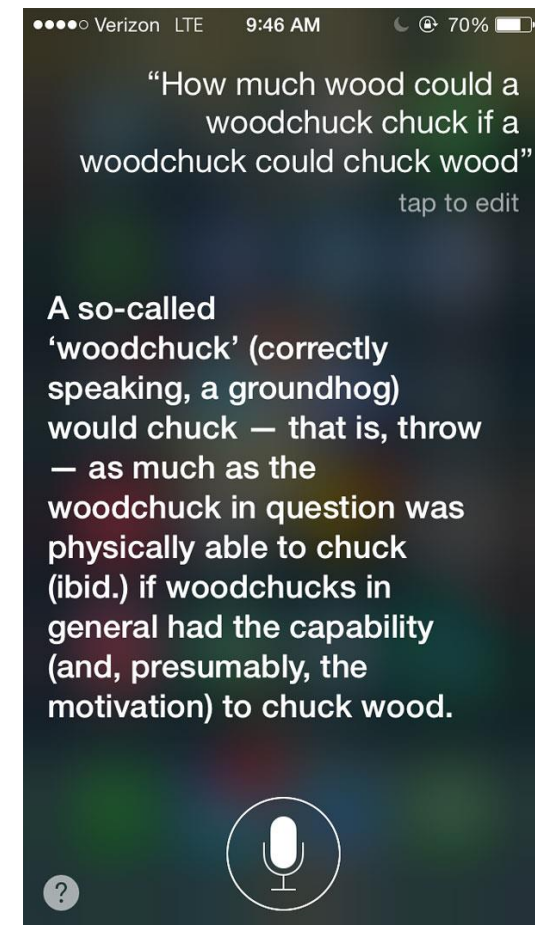 Verizon LTE 9:46 AM 70%
“How much wood could a
woodchuck chuck if a
woodchuck could chuck wood”
tap to edit
A so-called
‘woodchuck’ (correctly
speaking, a groundhog)
would chuck — that is, throw
— as much as the
woodchuck in question was
physically able to chuck
(ibid.) if woodchucks in
general had the capability
(and, presumably, the
motivation) to chuck wood.
?